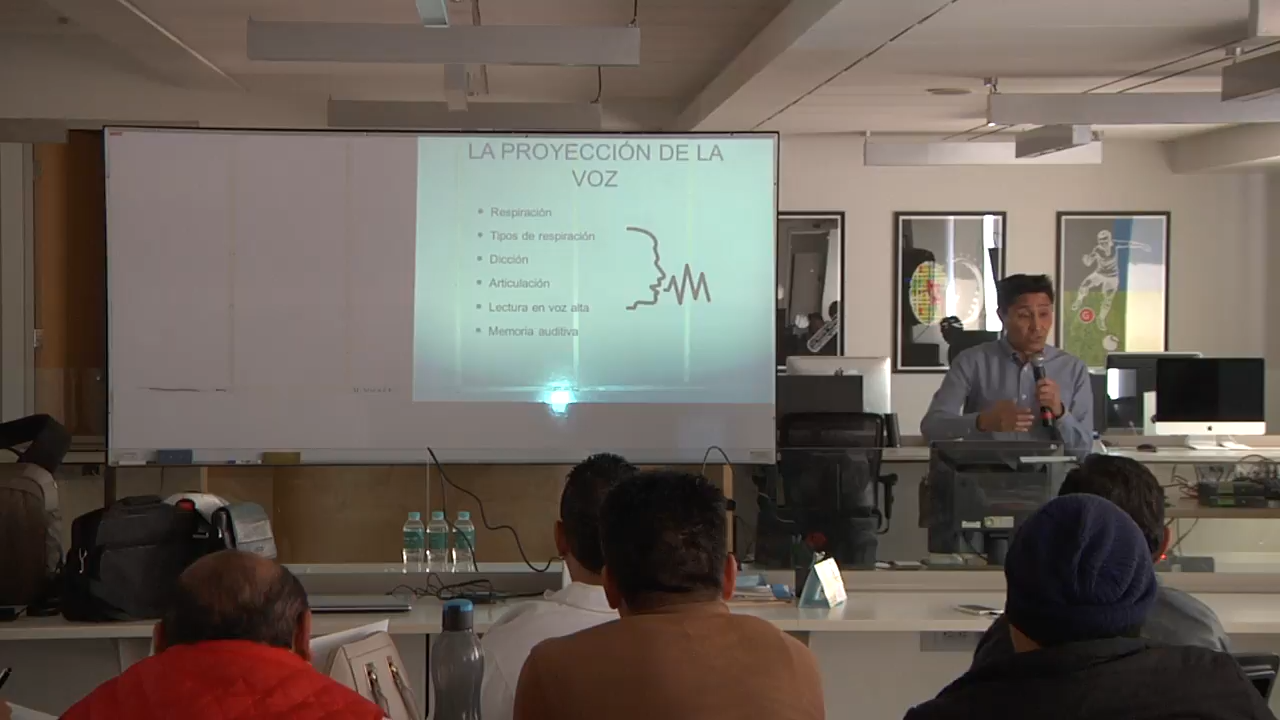 LA PROYECCIÓN DE LA
VOZ
Respiración
Tipos de respiración
Dicción
Articulación
Lectura en voz alta
Memoria auditiva